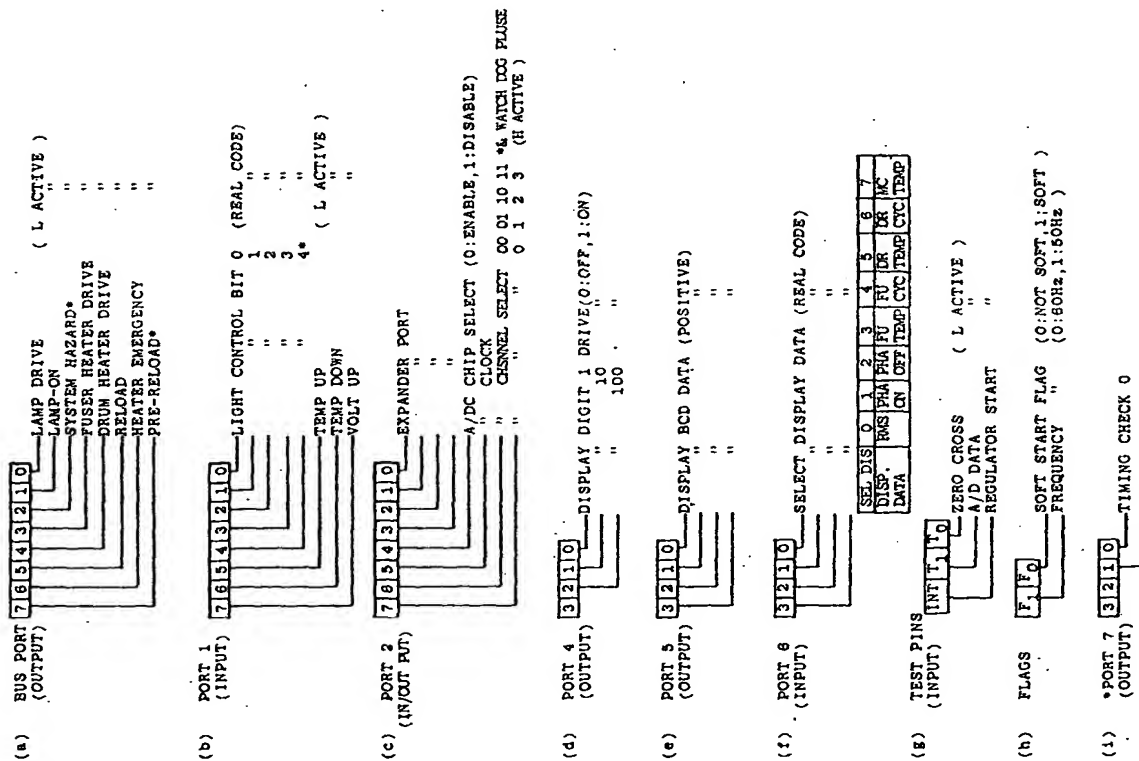 (a) BUS PORT (OUTPUT)
7 6 5 4 3 2 1 0
LAMP DRIVE ( L ACTIVE )
LAMP-ON " "
SYSTEM HAZARD* " "
FUSER HEATER DRIVE " "
DRUM HEATER DRIVE " "
RELOAD " "
HEATER EMERGENCY " "
PRE-RELOAD* " "
(b) PORT 1 (INPUT)
7 6 5 4 3 2 1 0
LIGHT CONTROL BIT 0 (REAL CODE)
" 1 "
" 2 "
" 3 "
" 4* "
TEMP UP ( L ACTIVE )
TEMP DOWN "
VOLT UP "
(c) PORT 2 (IN/OUT PUT)
7 6 5 4 3 2 1 0
EXPANDER PORT
"
"
"
A/DC CHIP SELECT (0:ENABLE,1:DISABLE)
" CLOCK
" CHSNNEL SELECT 00 01 10 11 *& WATCH DOG PLUSE
" " 0 1 2 3 (H ACTIVE )
(d) PORT 4 (OUTPUT)
3 2 1 0
DISPLAY DIGIT 1 DRIVE(0:OFF,1:ON)
" 10 "
" 100 "
(e) PORT 5 (OUTPUT)
3 2 1 0
DISPLAY BCD DATA (POSITIVE)
" "
" "
" "
(f) PORT 6 (INPUT)
3 2 1 0
SELECT DISPLAY DATA (REAL CODE)
" "
" "
" "
SEL DIS 0 1 2 3 4 5 6 7
DISP. DATA RMS PHA ON PHA OFF FU TEMP FU CYC DR TEMP DR CYC MC TEMP
(g) TEST PINS (INPUT)
INT T1 T0
ZERO CROSS ( L ACTIVE )
A/D DATA "
REGULATOR START "
(h) FLAGS
F1 F0
SOFT START FLAG (0:NOT SOFT,1:SOFT )
FREQUENCY " (0:60Hz,1:50Hz )
(i) *PORT 7 (OUTPUT)
3 2 1 0
TIMING CHECK 0